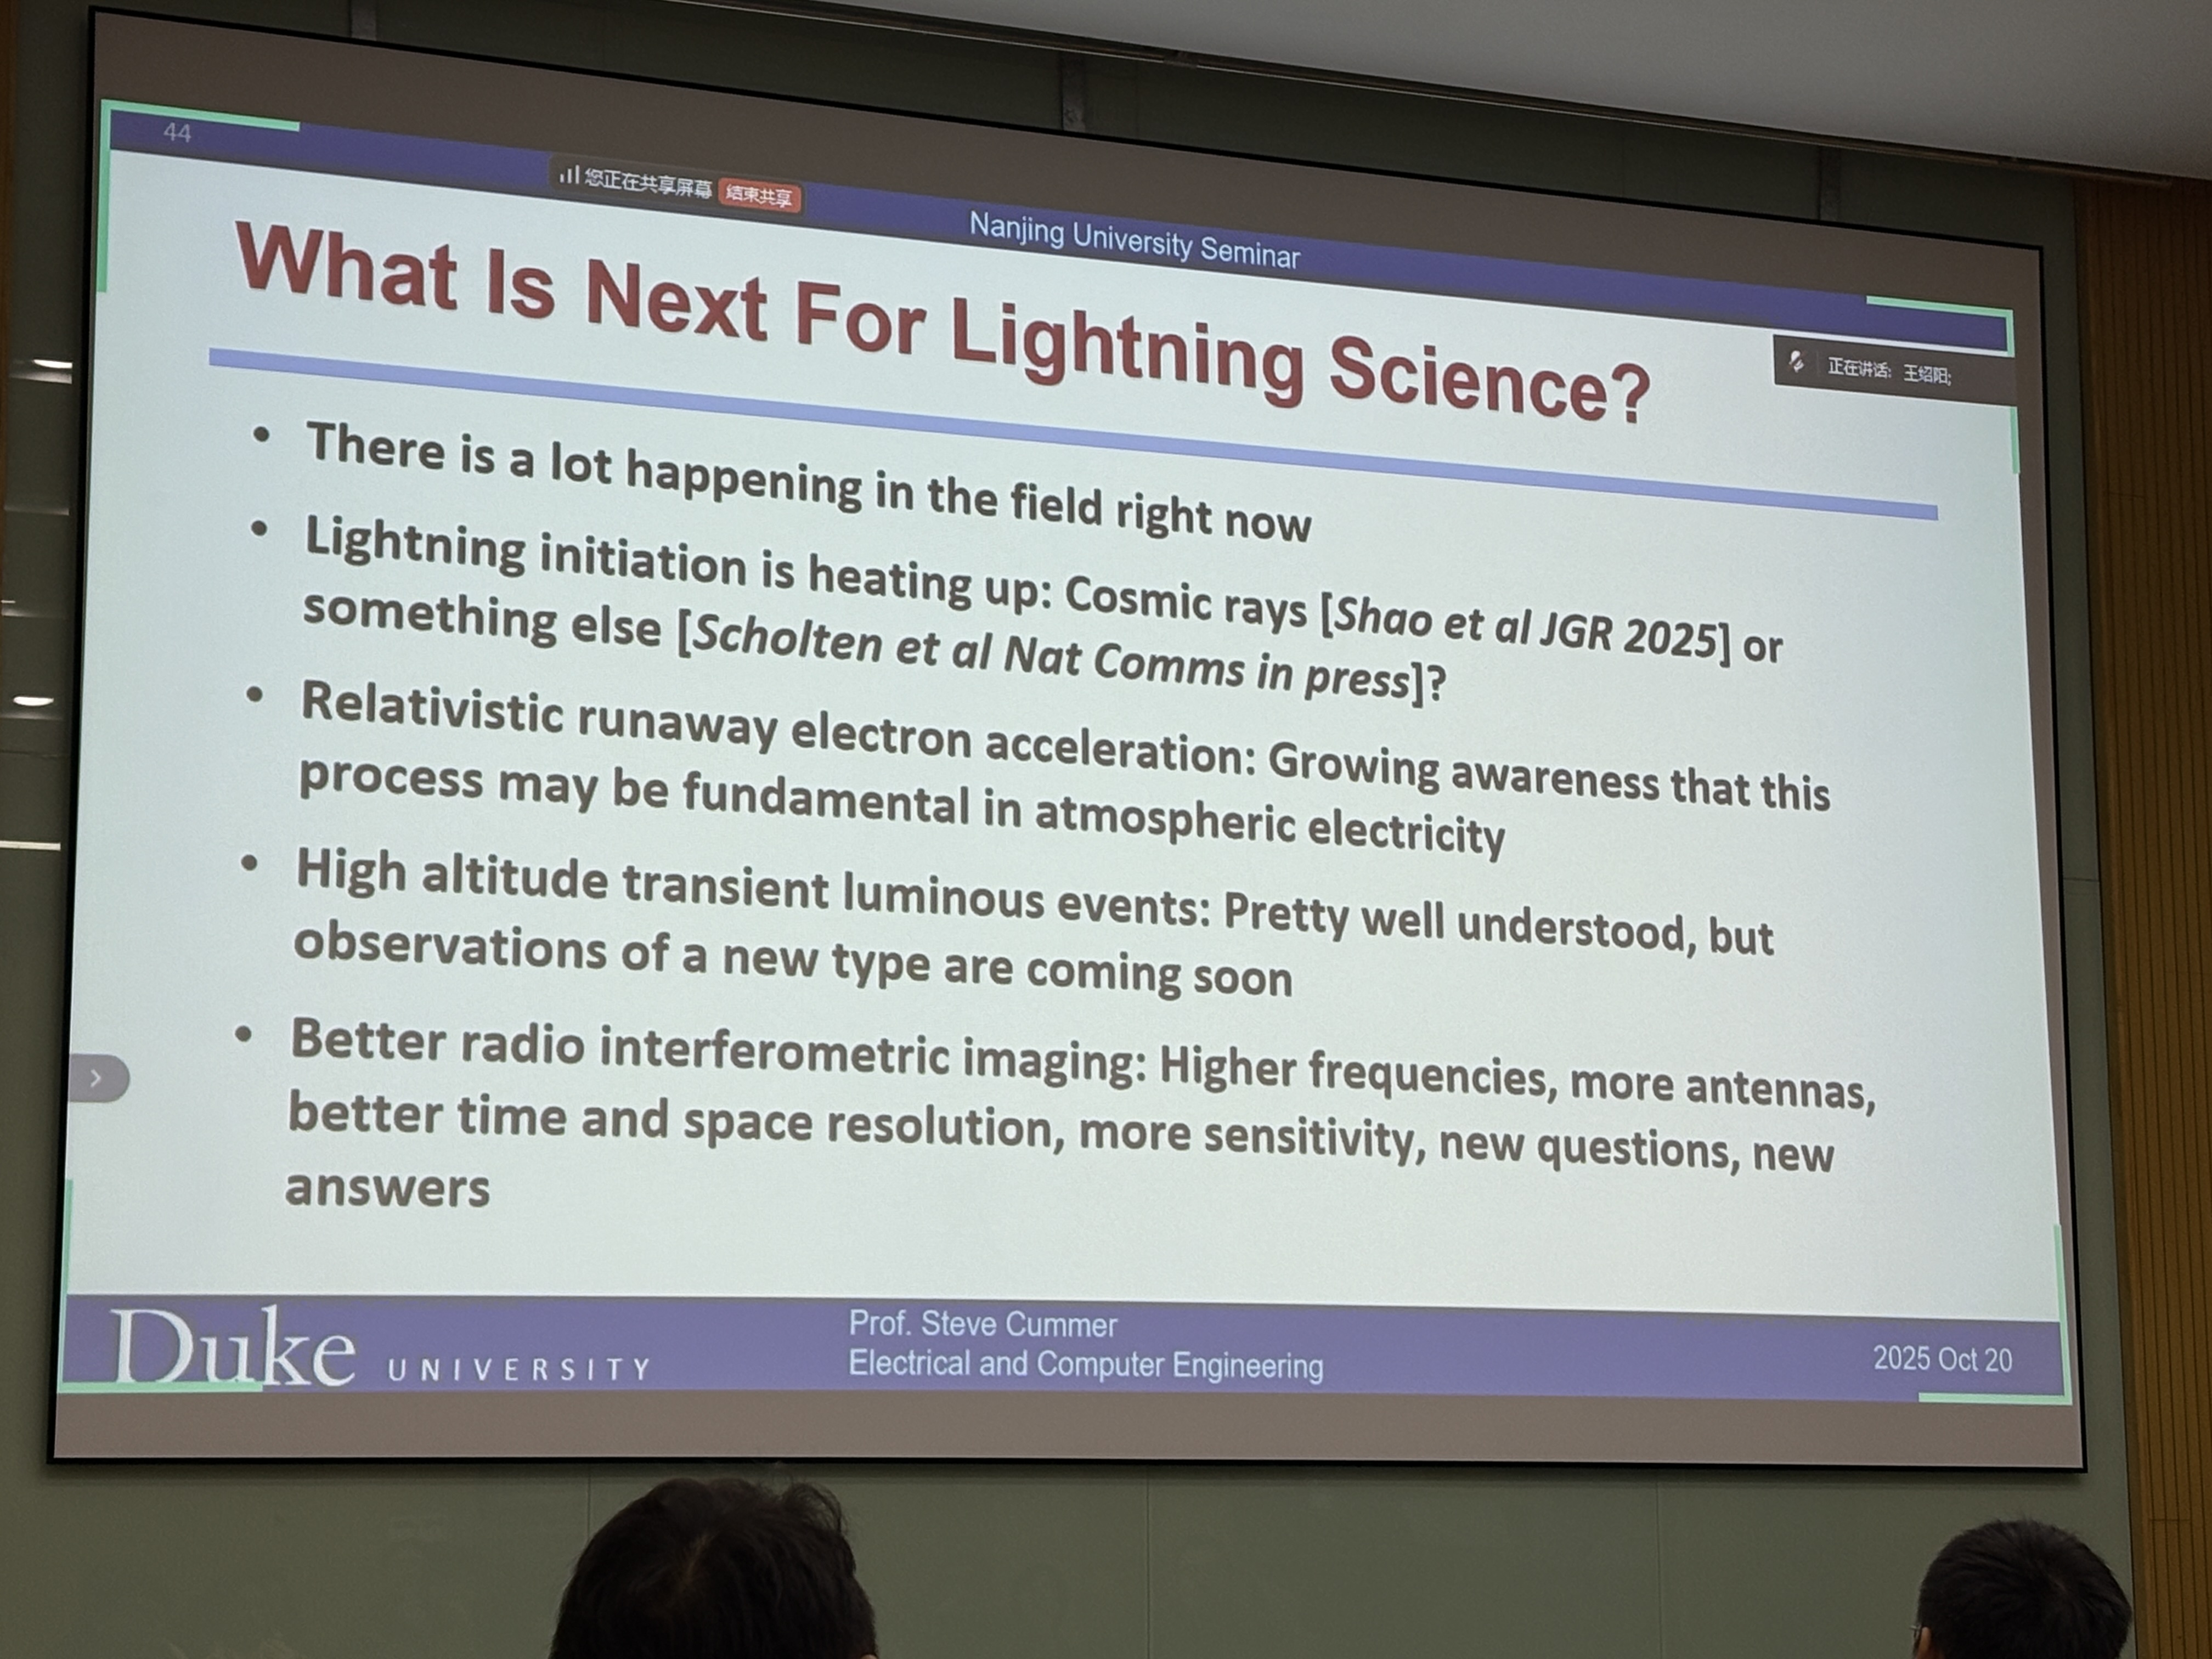 44
您正在共享屏幕 结束共享
Nanjing University Seminar
What Is Next For Lightning Science?
正在讲话: 王绍阳;
• There is a lot happening in the field right now
• Lightning initiation is heating up: Cosmic rays [Shao et al JGR 2025] or
something else [Scholten et al Nat Comms in press]?
• Relativistic runaway electron acceleration: Growing awareness that this
process may be fundamental in atmospheric electricity
• High altitude transient luminous events: Pretty well understood, but
observations of a new type are coming soon
• Better radio interferometric imaging: Higher frequencies, more antennas,
better time and space resolution, more sensitivity, new questions, new
answers
Duke UNIVERSITY
Prof. Steve Cummer
Electrical and Computer Engineering
2025 Oct 20